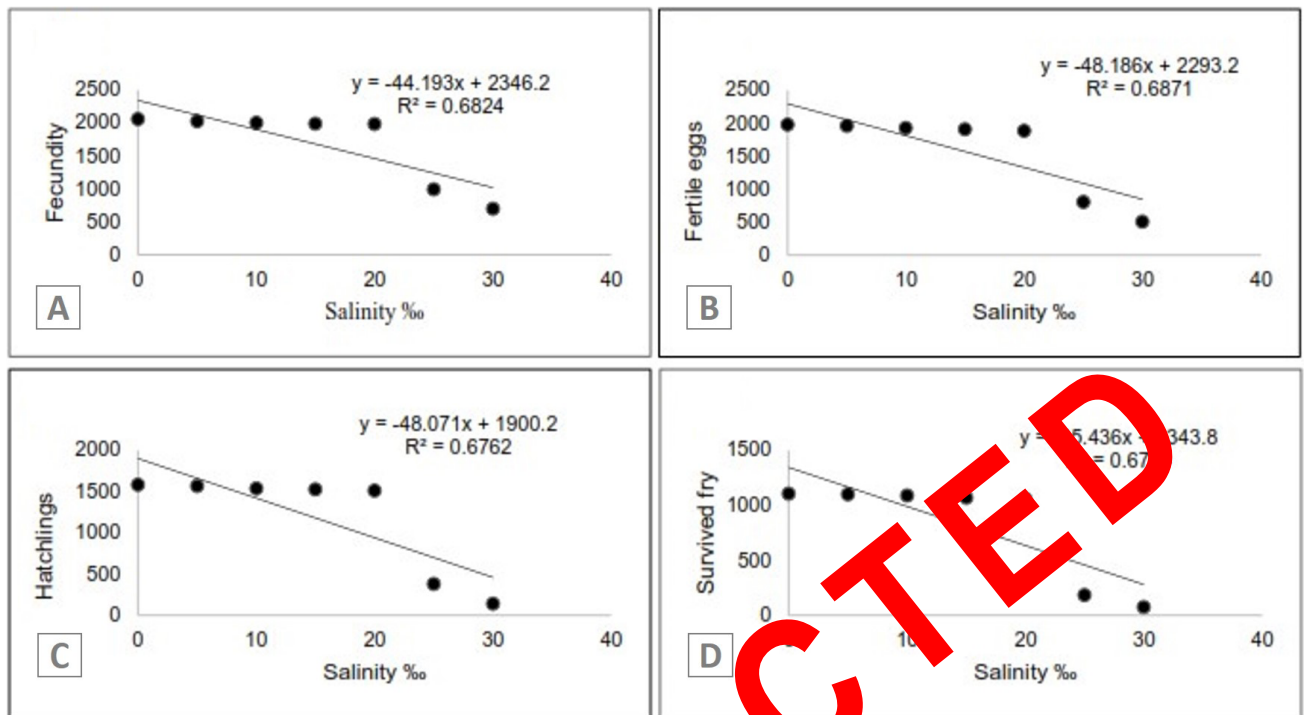 y = -44.193x + 2346.2
R² = 0.6824
2500
2000
1500
1000
500
0
Fecundity
0 10 20 30 40
Salinity ‰
A
y = -48.186x + 2293.2
R² = 0.6871
2500
2000
1500
1000
500
0
Fertile eggs
0 10 20 30 40
Salinity ‰
B
y = -48.071x + 1900.2
R² = 0.6762
2000
1500
1000
500
0
Hatchlings
0 10 20 30 40
Salinity ‰
C
1500
1000
500
0
Survived fry
10 20 30 40
Salinity ‰
D
CTED